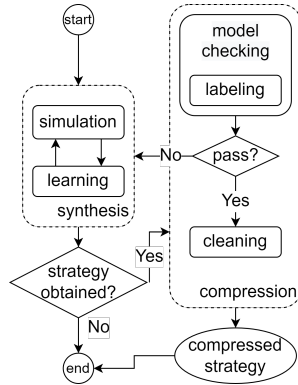 start
simulation
learning
synthesis
strategy
obtained?
Yes
No
end
model
checking
labeling
pass?
No
Yes
cleaning
compression
compressed
strategy